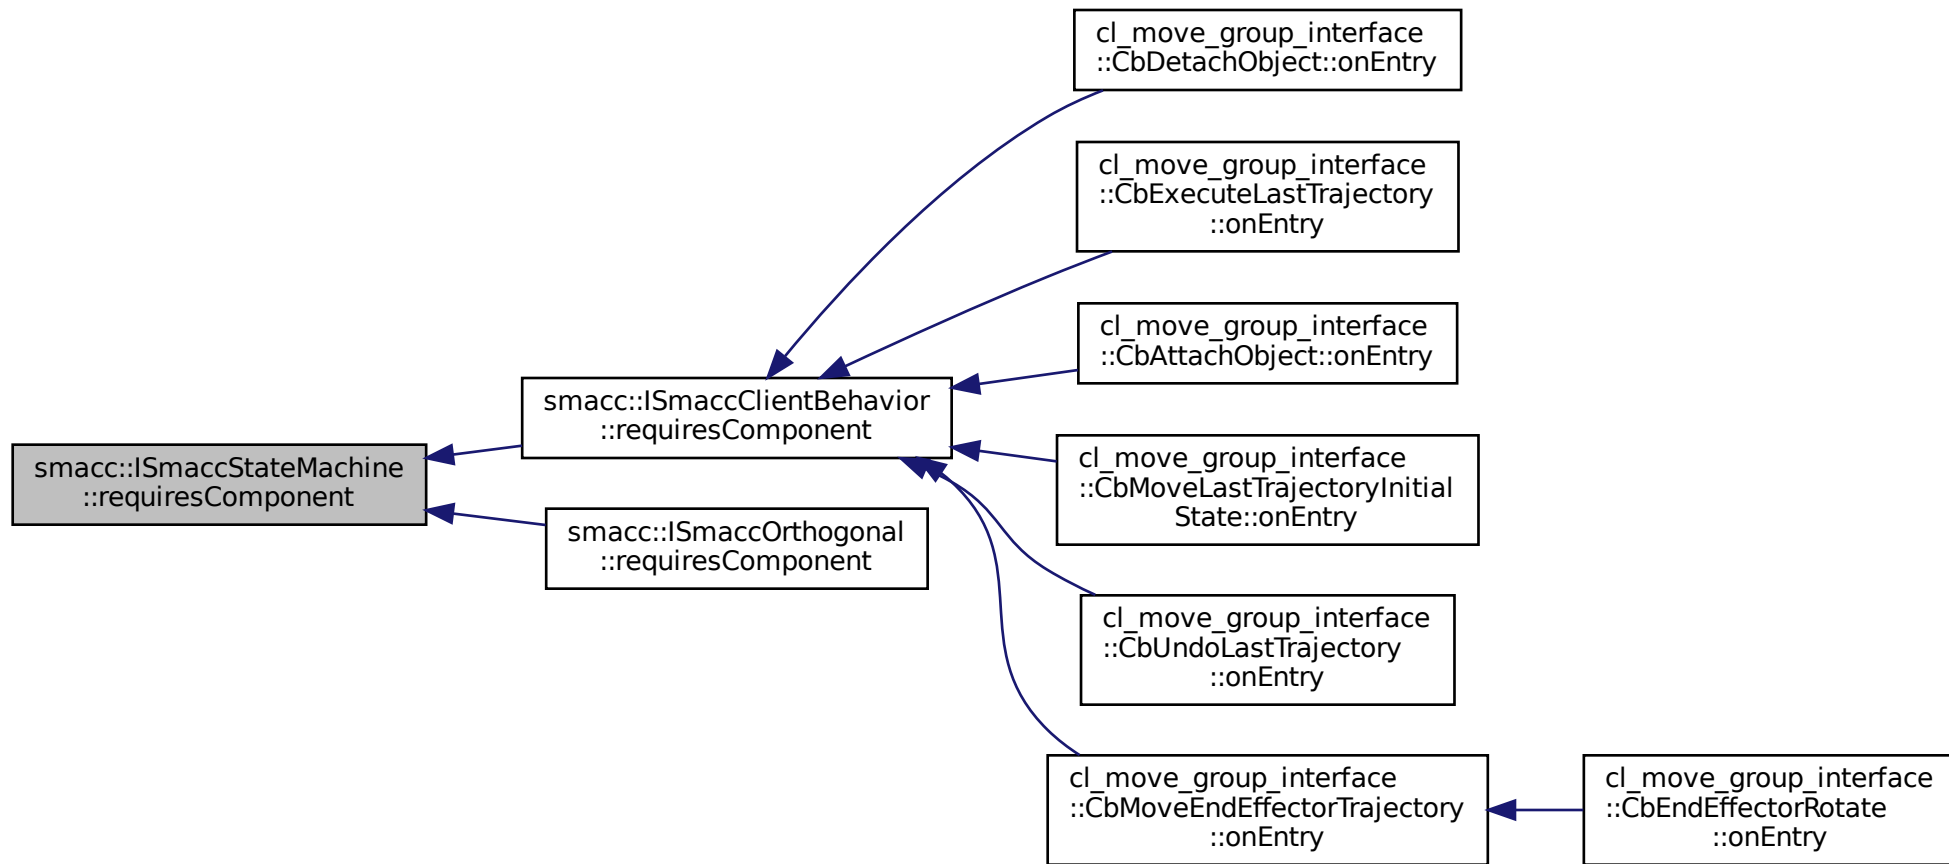 cl_move_group_interface
::CbDetachObject::onEntry
cl_move_group_interface
::CbExecuteLastTrajectory
::onEntry
cl_move_group_interface
::CbAttachObject::onEntry
smacc::ISmaccClientBehavior
::requiresComponent
smacc::ISmaccStateMachine
::requiresComponent
cl_move_group_interface
::CbMoveLastTrajectoryInitial
State::onEntry
smacc::ISmaccOrthogonal
::requiresComponent
cl_move_group_interface
::CbUndoLastTrajectory
::onEntry
cl_move_group_interface
::CbMoveEndEffectorTrajectory
::onEntry
cl_move_group_interface
::CbEndEffectorRotate
::onEntry